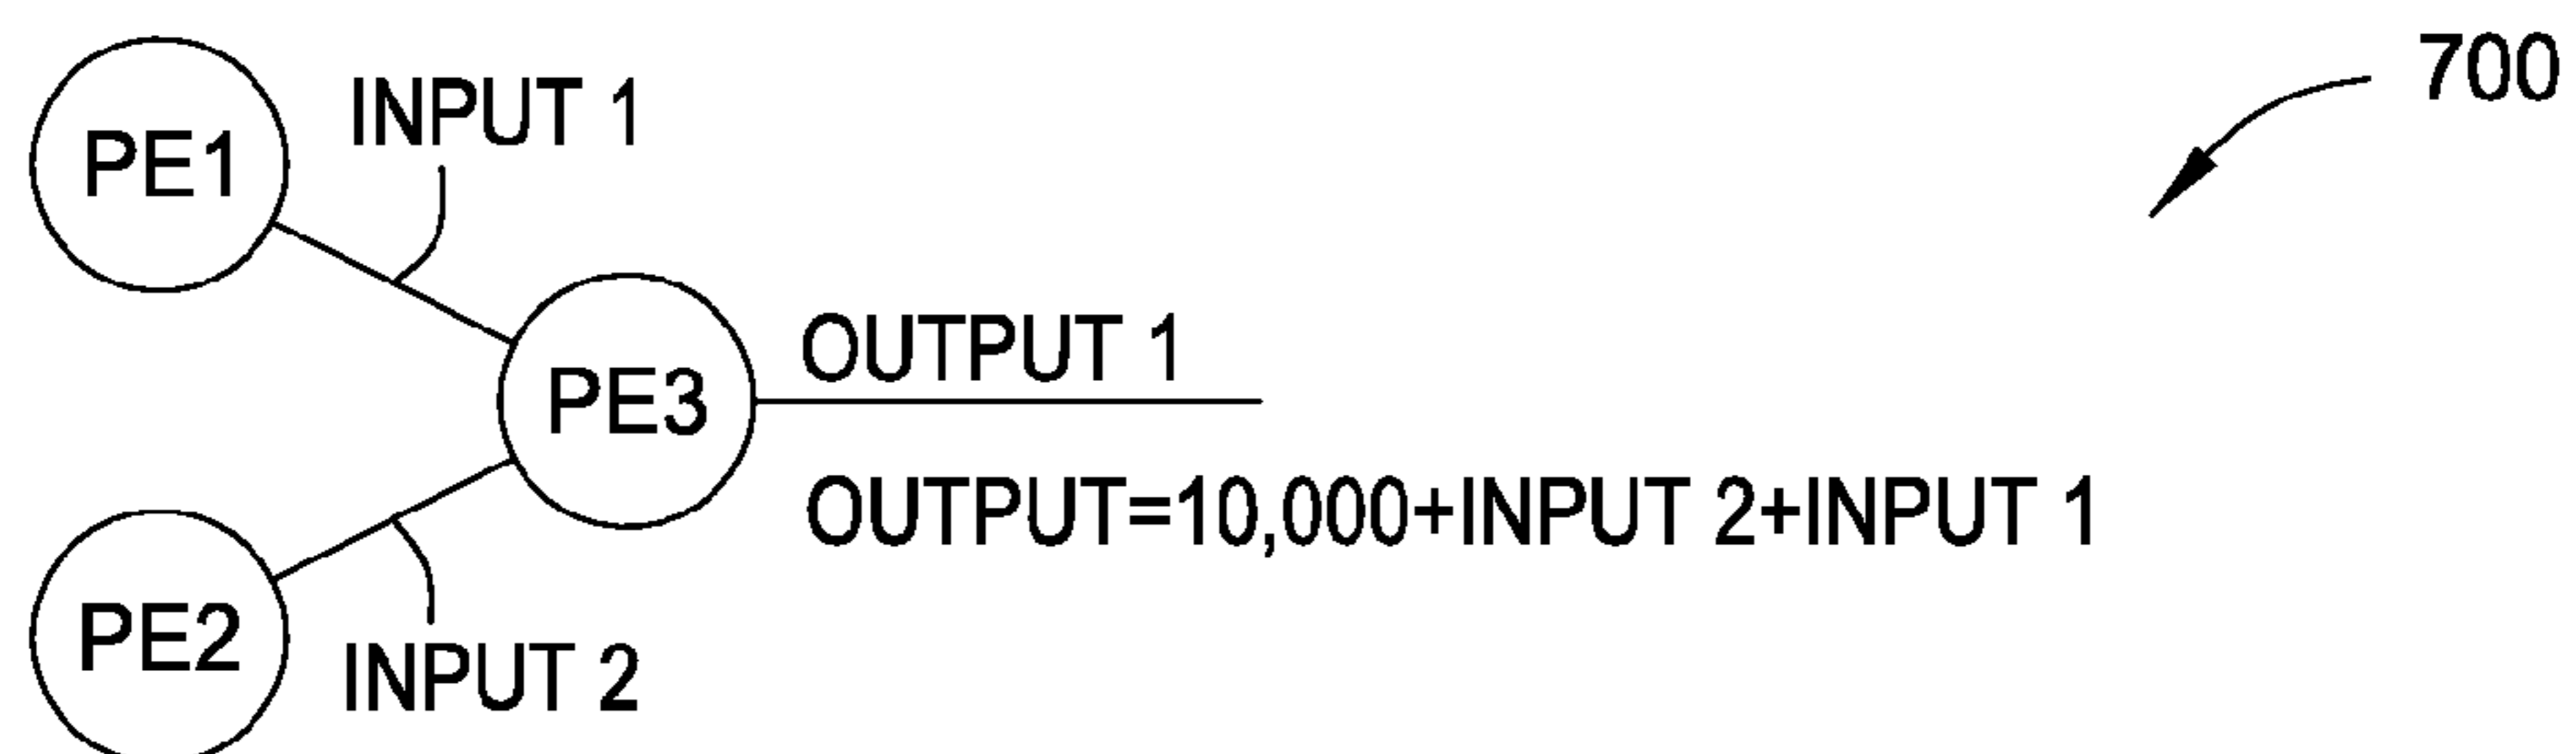 700
PE1
INPUT 1
PE3
OUTPUT 1
OUTPUT=10,000+INPUT 2+INPUT 1
PE2
INPUT 2